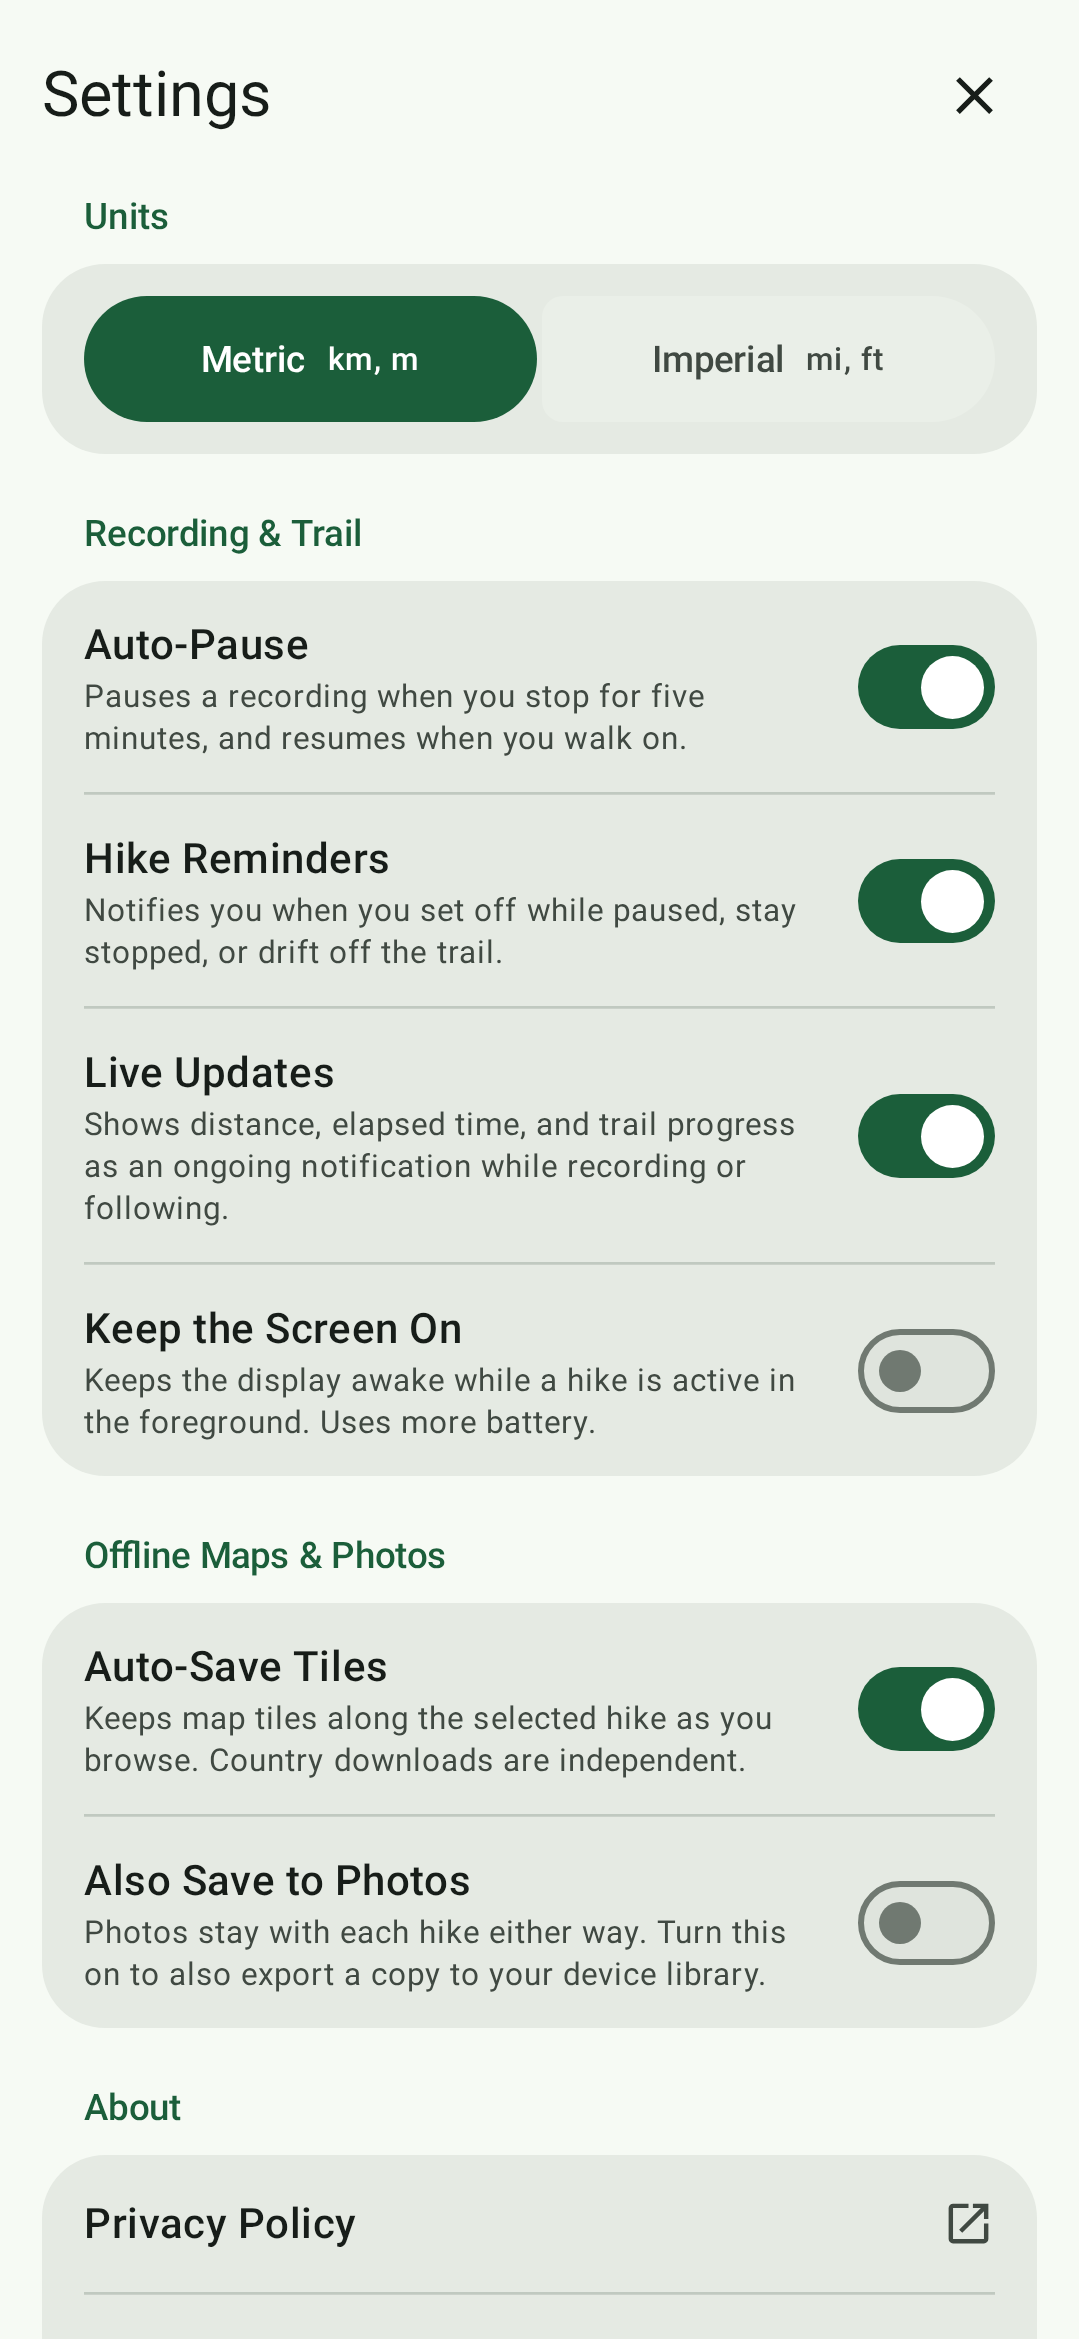 Settings
Units
Metric km, m
Imperial mi, ft
Recording & Trail
Auto-Pause
Pauses a recording when you stop for five
minutes, and resumes when you walk on.
Hike Reminders
Notifies you when you set off while paused, stay
stopped, or drift off the trail.
Live Updates
Shows distance, elapsed time, and trail progress
as an ongoing notification while recording or
following.
Keep the Screen On
Keeps the display awake while a hike is active in
the foreground. Uses more battery.
Offline Maps & Photos
Auto-Save Tiles
Keeps map tiles along the selected hike as you
browse. Country downloads are independent.
Also Save to Photos
Photos stay with each hike either way. Turn this
on to also export a copy to your device library.
About
Privacy Policy